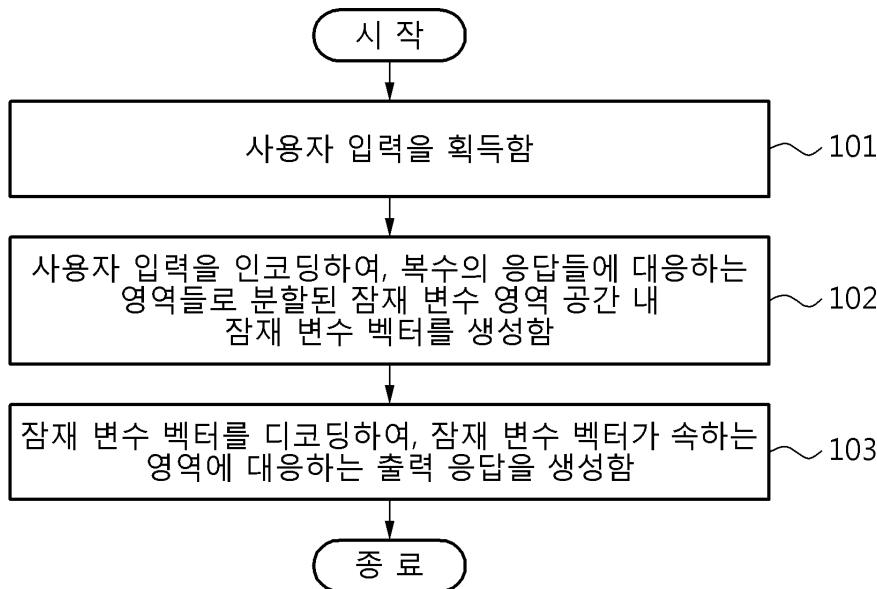 시 작
사용자 입력을 획득함
101
사용자 입력을 인코딩하여, 복수의 응답들에 대응하는
영역들로 분할된 잠재 변수 영역 공간 내
잠재 변수 벡터를 생성함
102
잠재 변수 벡터를 디코딩하여, 잠재 변수 벡터가 속하는
영역에 대응하는 출력 응답을 생성함
103
종 료